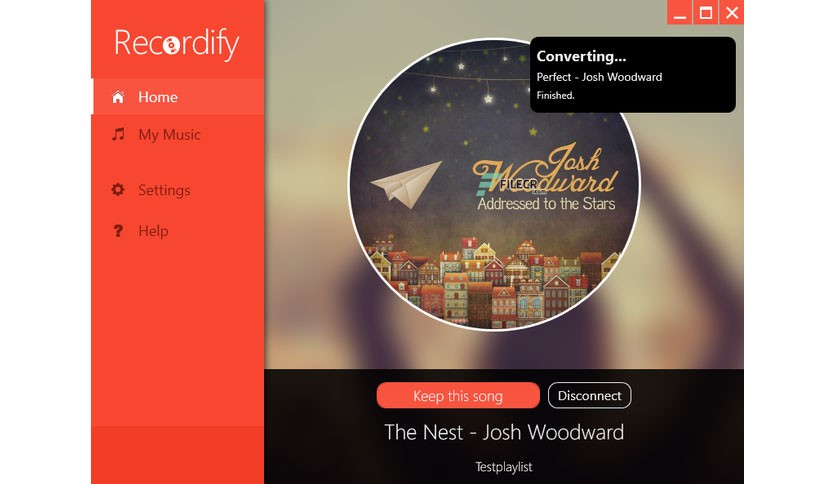 Recordify
Home
My Music
Settings
Help
Converting...
Perfect - Josh Woodward
Finished.
Josh
Woodward
FILECR
Addressed to the Stars
Keep this song
Disconnect
The Nest - Josh Woodward
Testplaylist